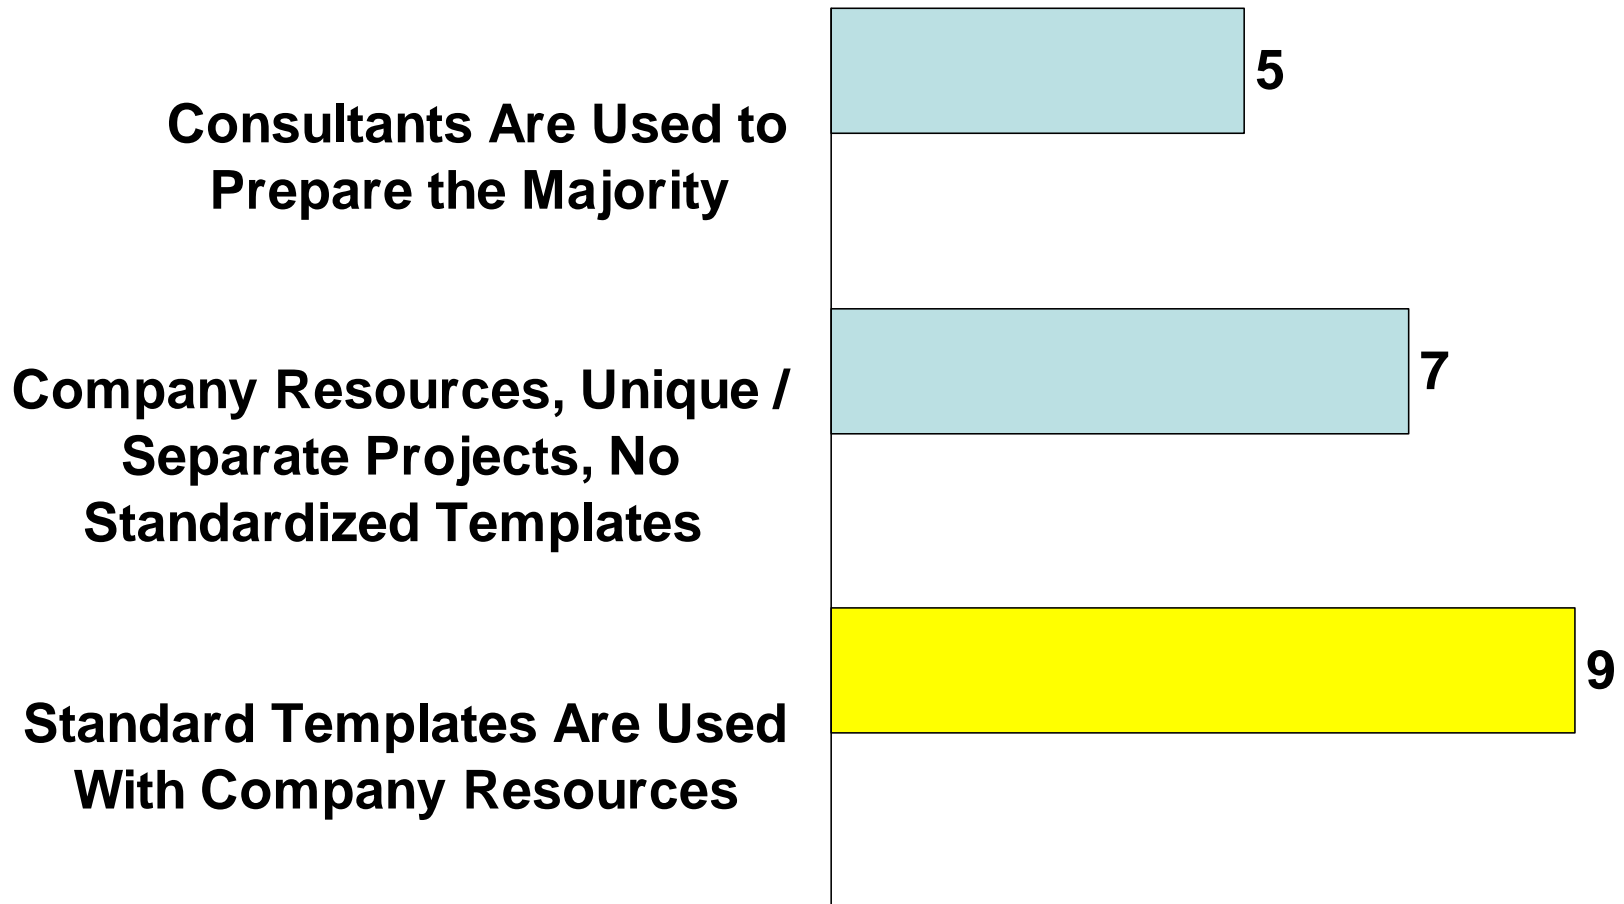 5
Consultants Are Used to
Prepare the Majority
7
Company Resources, Unique /
Separate Projects, No
Standardized Templates
9
Standard Templates Are Used
With Company Resources